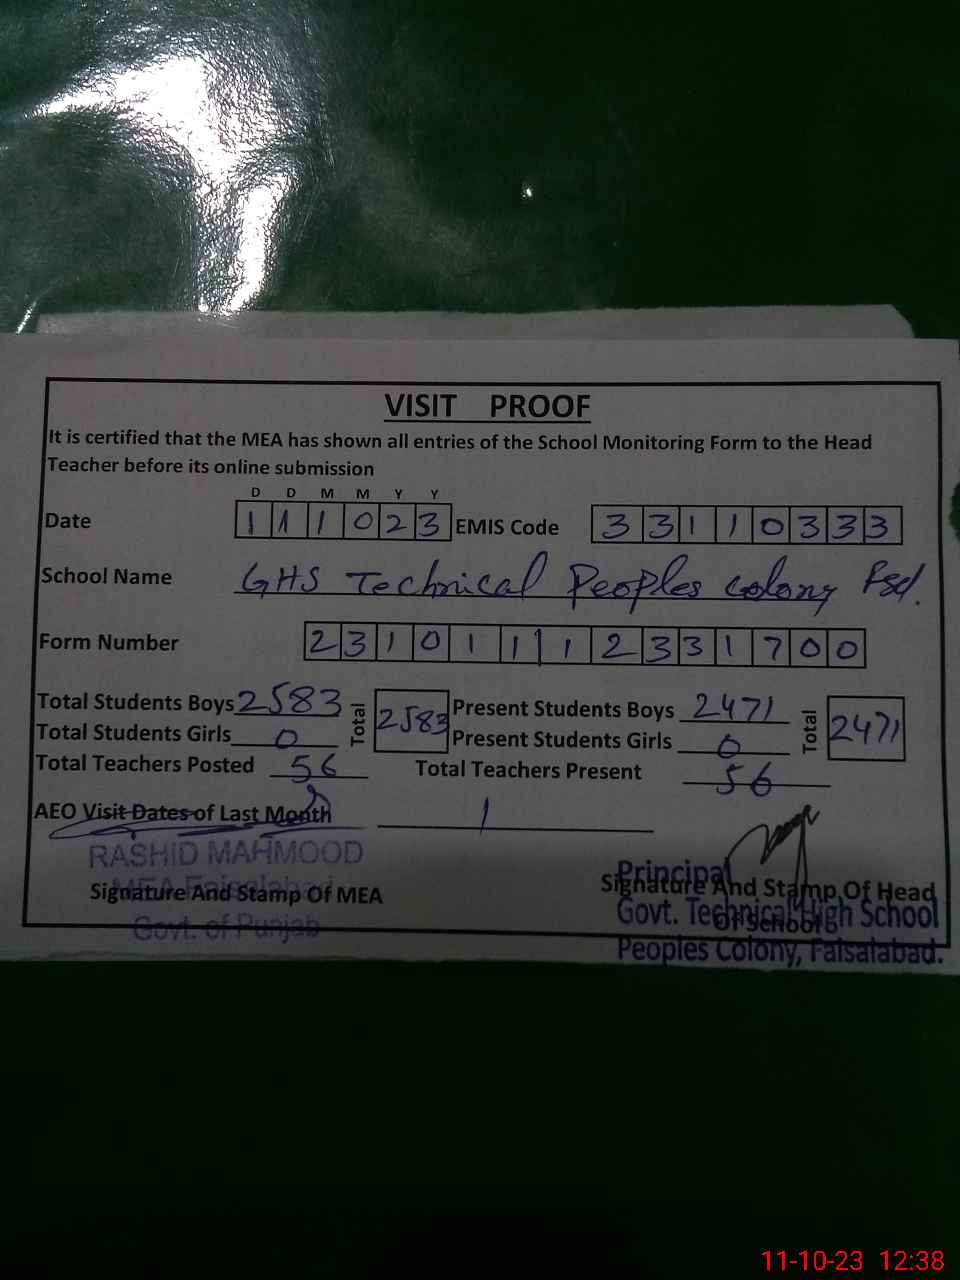 VISIT PROOF
It is certified that the MEA has shown all entries of the School Monitoring Form to the Head
Teacher before its online submission
D D M M Y Y
Date 1 1 1 0 2 3 EMIS Code 3 3 1 1 0 3 3 3
School Name GHS Technical Peoples Colony Fsd.
Form Number 2 3 1 0 1 1 1 1 2 3 3 1 7 0 0
Total Students Boys 2583 Total 2583 Present Students Boys 2471 Total 2471
Total Students Girls 0 Present Students Girls 0
Total Teachers Posted 56 Total Teachers Present 56
AEO Visit Dates of Last Month 1
RASHID MAHMOOD
MEA Faisalabad
Signature And Stamp Of MEA
Govt. of Punjab
Principal
Signature And Stamp Of Head
Of School
Govt. Technical High School
Peoples Colony, Faisalabad.
11-10-23 12:38